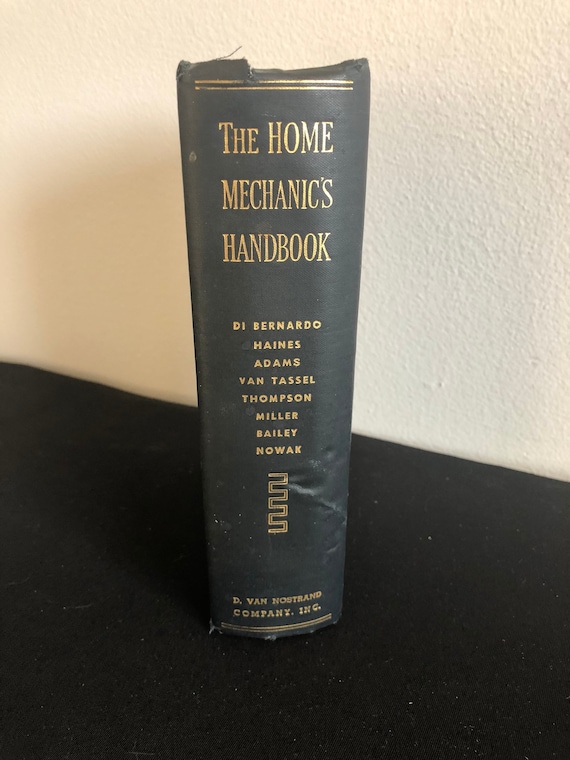 The HOME
MECHANIC'S
HANDBOOK
DI BERNARDO
HAINES
ADAMS
VAN TASSEL
THOMPSON
MILLER
BAILEY
NOWAK
D. VAN NOSTRAND
COMPANY, INC.